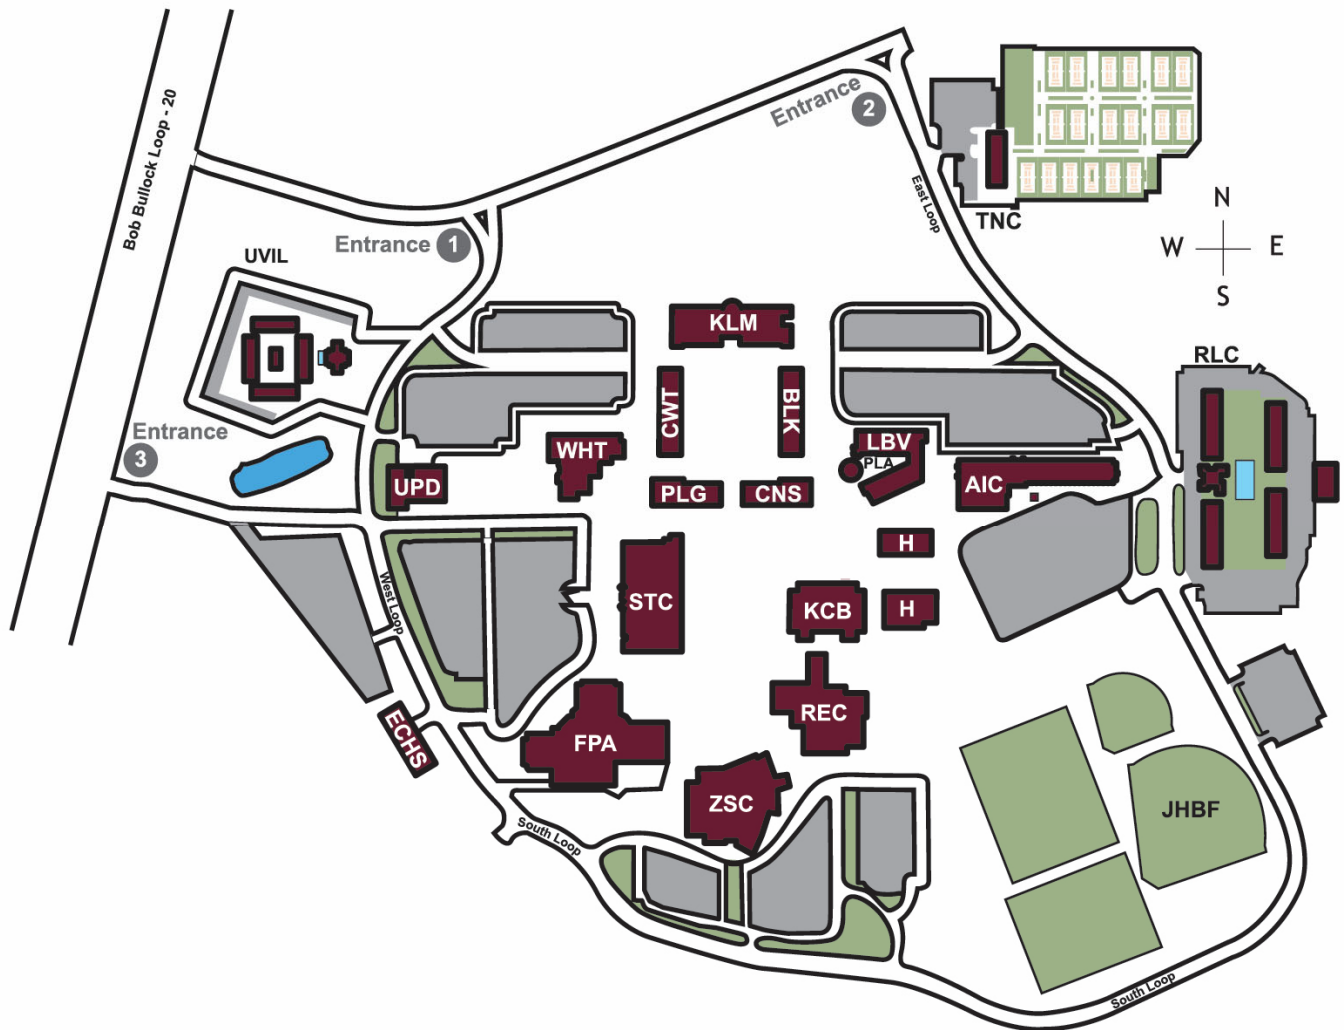 Bob Bullock Loop - 20
Entrance
2
East Loop
TNC
N
W E
S
Entrance 1
UVIL
KLM
RLC
CWT
BLK
Entrance
3
WHT
LBV
PLA
UPD
PLG
CNS
AIC
H
West Loop
STC
KCB
H
ECHS
FPA
REC
ZSC
JHBF
South Loop
South Loop